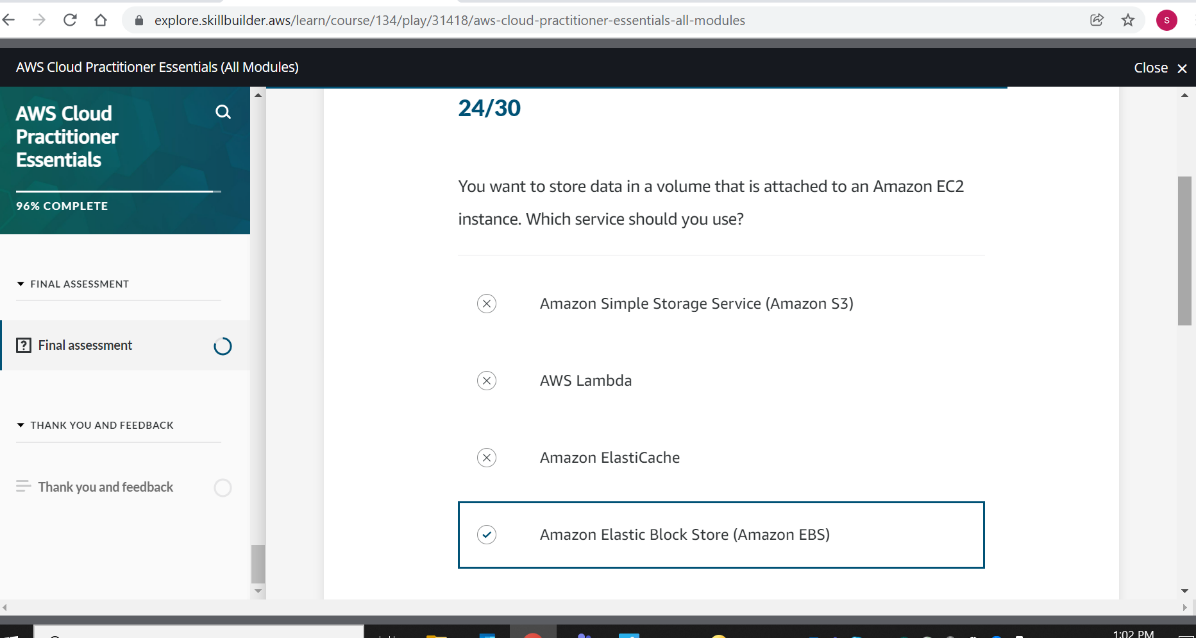 explore.skillbuilder.aws/learn/course/134/play/31418/aws-cloud-practitioner-essentials-all-modules
S
AWS Cloud Practitioner Essentials (All Modules)
Close
AWS Cloud
Practitioner
Essentials
96% COMPLETE
FINAL ASSESSMENT
Final assessment
THANK YOU AND FEEDBACK
Thank you and feedback
24/30
You want to store data in a volume that is attached to an Amazon EC2
instance. Which service should you use?
Amazon Simple Storage Service (Amazon S3)
AWS Lambda
Amazon ElastiCache
Amazon Elastic Block Store (Amazon EBS)
1:02 PM